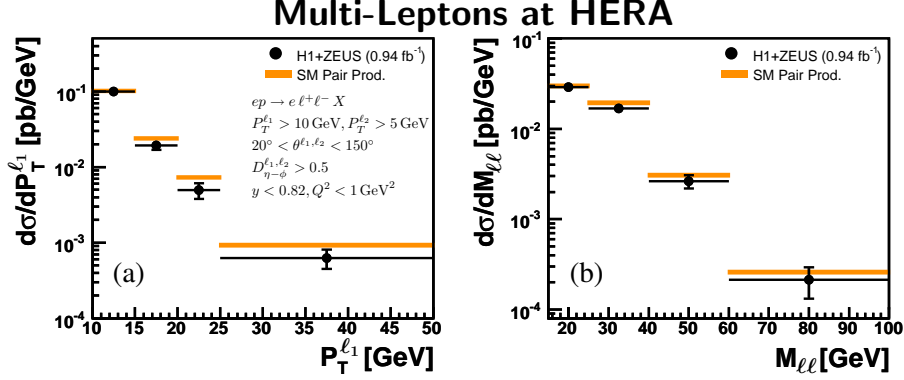 Multi-Leptons at HERA
dσ/dP_T^{ℓ1} [pb/GeV]
10^-1
10^-2
10^-3
10^-4
H1+ZEUS (0.94 fb^-1)
SM Pair Prod.
ep → e ℓ+ℓ− X
P_T^{ℓ1} > 10 GeV, P_T^{ℓ2} > 5 GeV
20° < θ^{ℓ1,ℓ2} < 150°
D_{η−ϕ}^{ℓ1,ℓ2} > 0.5
y < 0.82, Q² < 1 GeV²
(a)
10 15 20 25 30 35 40 45 50
P_T^{ℓ1} [GeV]
dσ/dM_{ℓℓ} [pb/GeV]
10^-1
10^-2
10^-3
10^-4
H1+ZEUS (0.94 fb^-1)
SM Pair Prod.
(b)
20 30 40 50 60 70 80 90 100
M_{ℓℓ} [GeV]